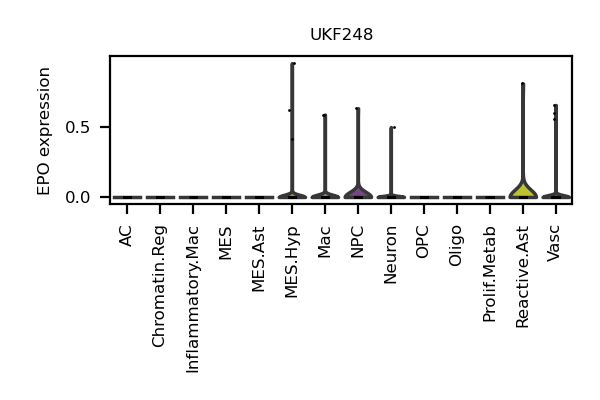 UKF248
EPO expression
0.5
0.0
AC
Chromatin.Reg
Inflammatory.Mac
MES
MES.Ast
MES.Hyp
Mac
NPC
Neuron
OPC
Oligo
Prolif.Metab
Reactive.Ast
Vasc